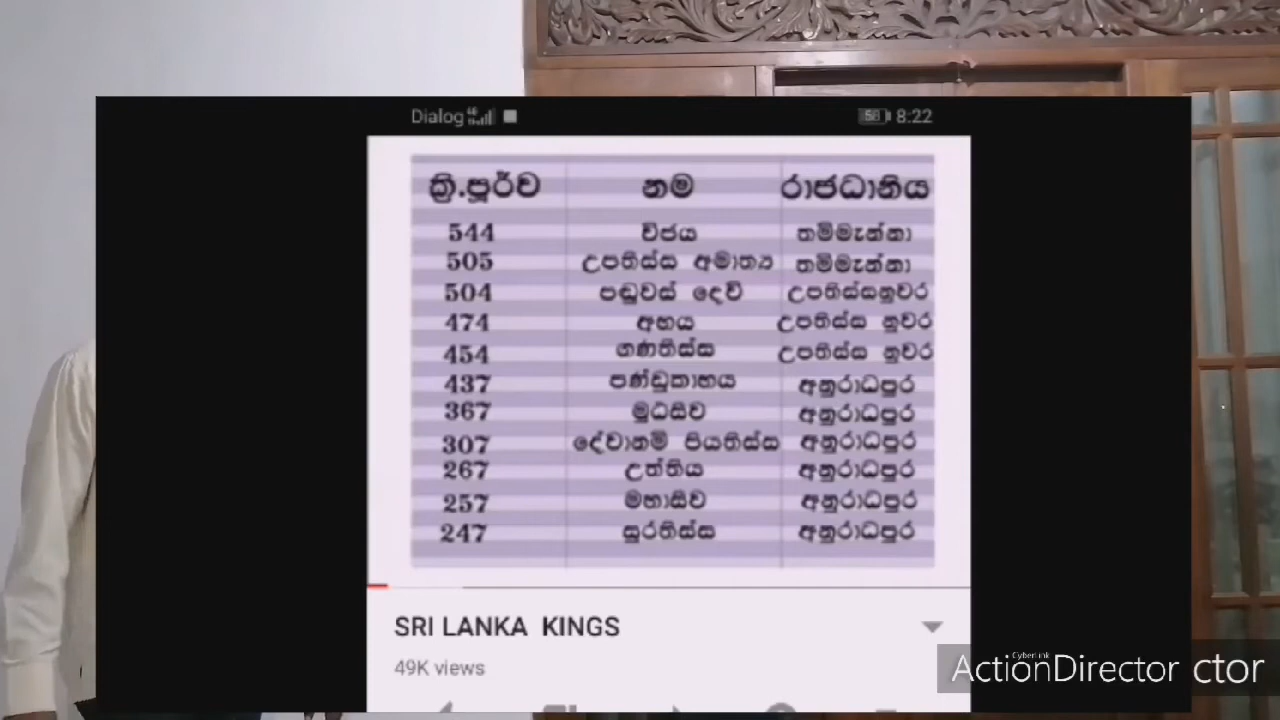 Dialog 58 8:22
ක්‍රි.පූර්ව නම රාජධානිය
544 විජය තම්මැන්නා
505 උපතිස්ස අමාත්‍ය තම්මැන්නා
504 පඬුවස් දෙව් උපතිස්සනුවර
474 අභය උපතිස්ස නුවර
454 ගණතිස්ස උපතිස්ස නුවර
437 පණ්ඩුකාභය අනුරාධපුර
367 මුටසිව අනුරාධපුර
307 දේවානම් පියතිස්ස අනුරාධපුර
267 උත්තිය අනුරාධපුර
257 මහාසිව අනුරාධපුර
247 සුරතිස්ස අනුරාධපුර
SRI LANKA KINGS
49K views
CyberLink
ActionDirector ctor